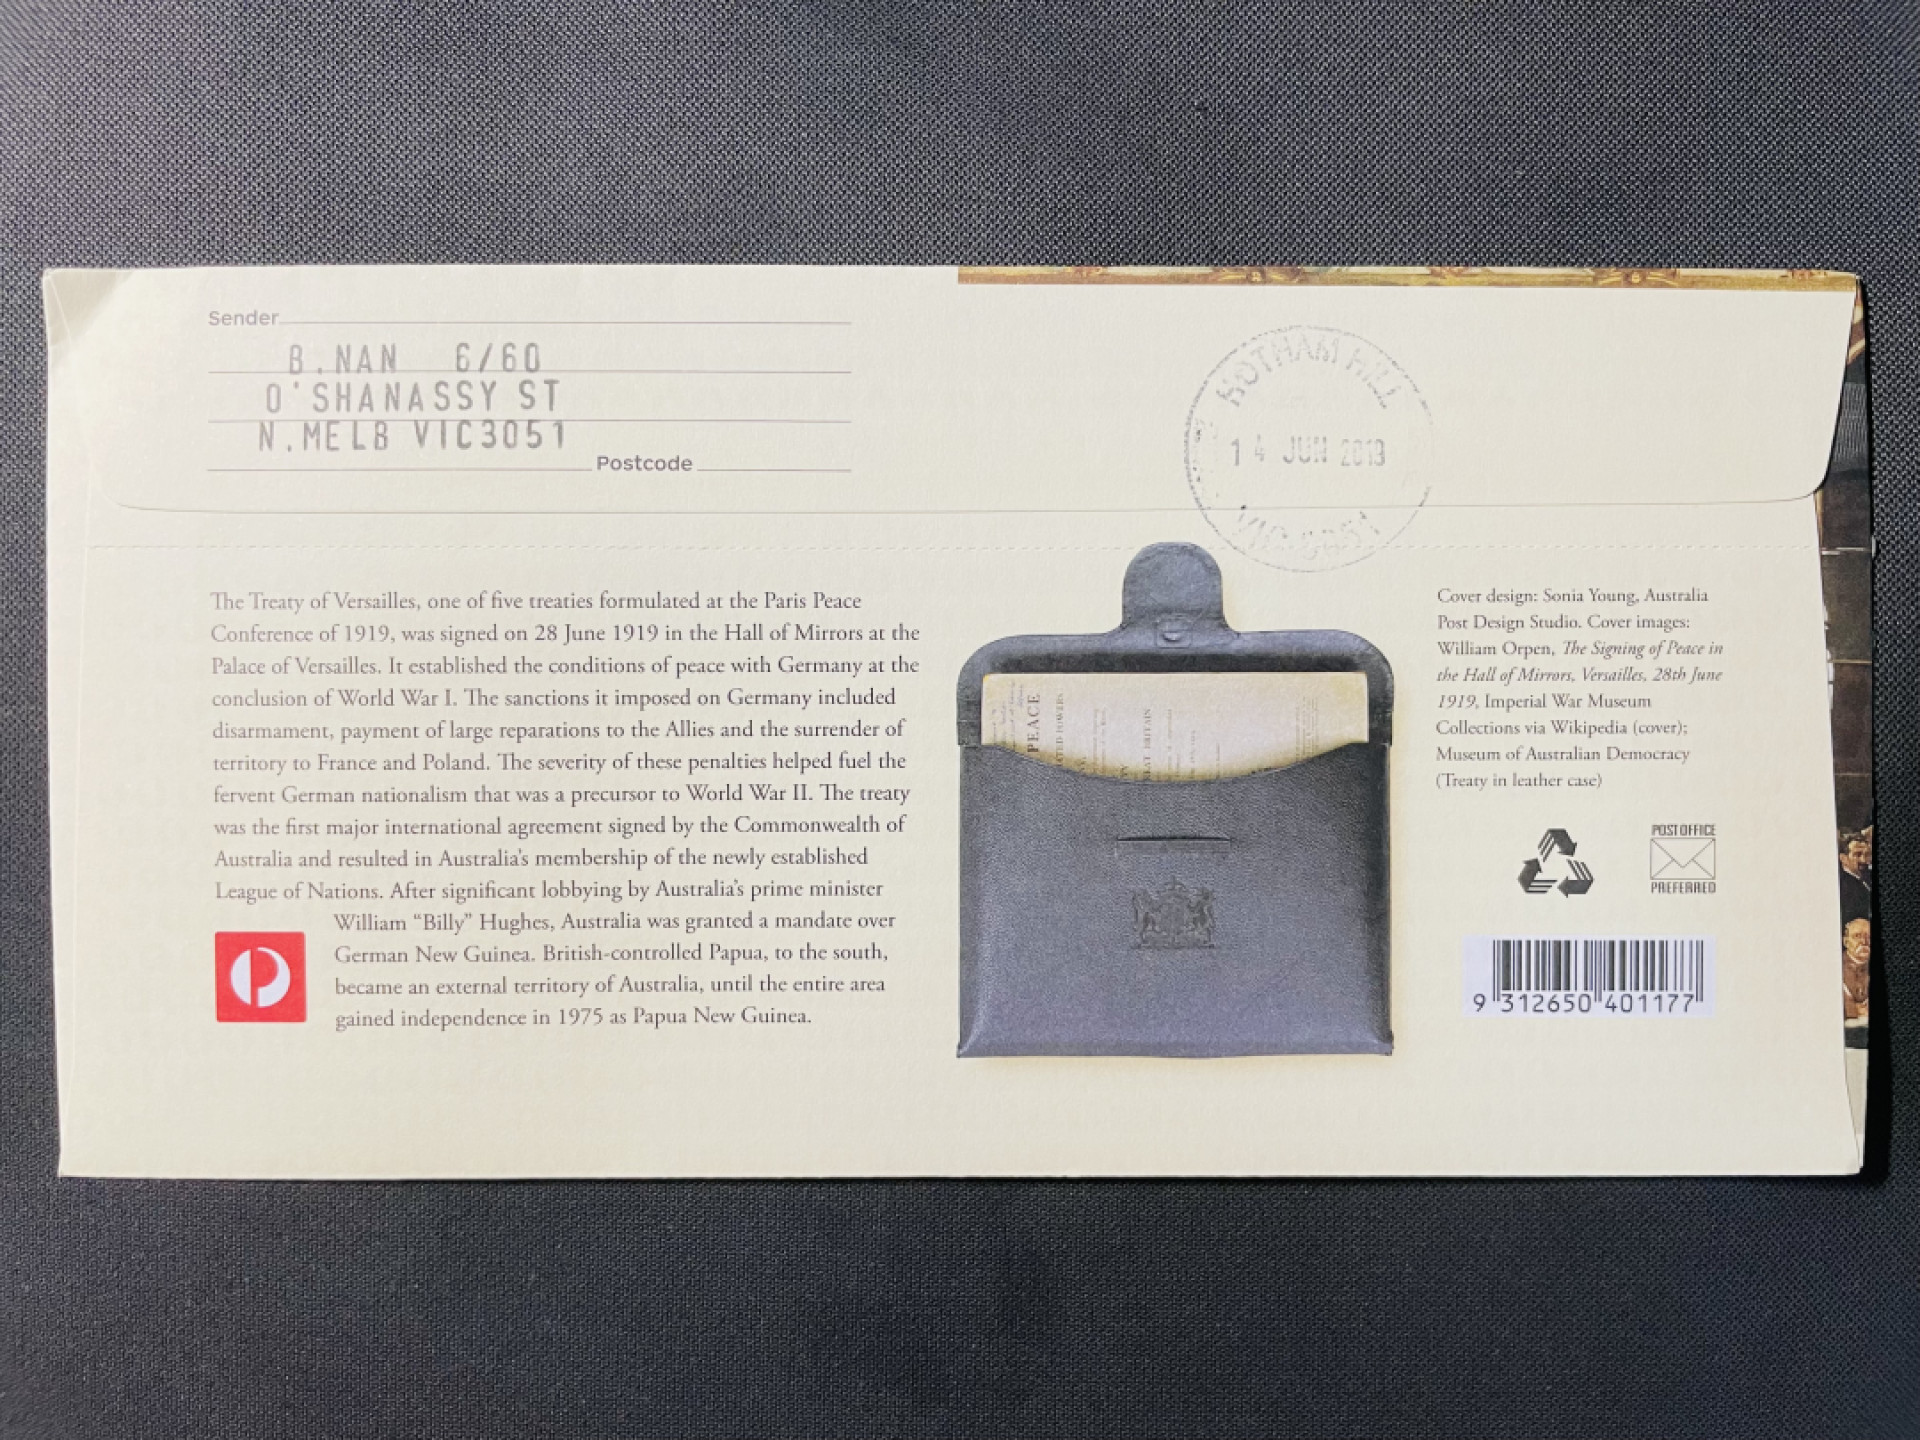 Sender
B.NAN 6/60
O'SHANASSY ST
N.MELB VIC3051
Postcode
HOTHAM HILL
14 JUN 2019
VIC 3051
The Treaty of Versailles, one of five treaties formulated at the Paris Peace
Conference of 1919, was signed on 28 June 1919 in the Hall of Mirrors at the
Palace of Versailles. It established the conditions of peace with Germany at the
conclusion of World War I. The sanctions it imposed on Germany included
disarmament, payment of large reparations to the Allies and the surrender of
territory to France and Poland. The severity of these penalties helped fuel the
fervent German nationalism that was a precursor to World War II. The treaty
was the first major international agreement signed by the Commonwealth of
Australia and resulted in Australia's membership of the newly established
League of Nations. After significant lobbying by Australia's prime minister
William “Billy” Hughes, Australia was granted a mandate over
German New Guinea. British-controlled Papua, to the south,
became an external territory of Australia, until the entire area
gained independence in 1975 as Papua New Guinea.
PEACE
Cover design: Sonia Young, Australia
Post Design Studio. Cover images:
William Orpen, The Signing of Peace in
the Hall of Mirrors, Versailles, 28th June
1919, Imperial War Museum
Collections via Wikipedia (cover);
Museum of Australian Democracy
(Treaty in leather case)
POST OFFICE
PREFERRED
9 312650 401177